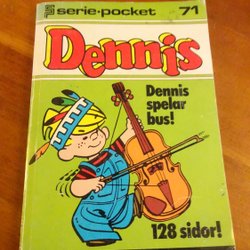 serie-pocket 71
Dennis
Dennis
spelar
bus!
128 sidor!